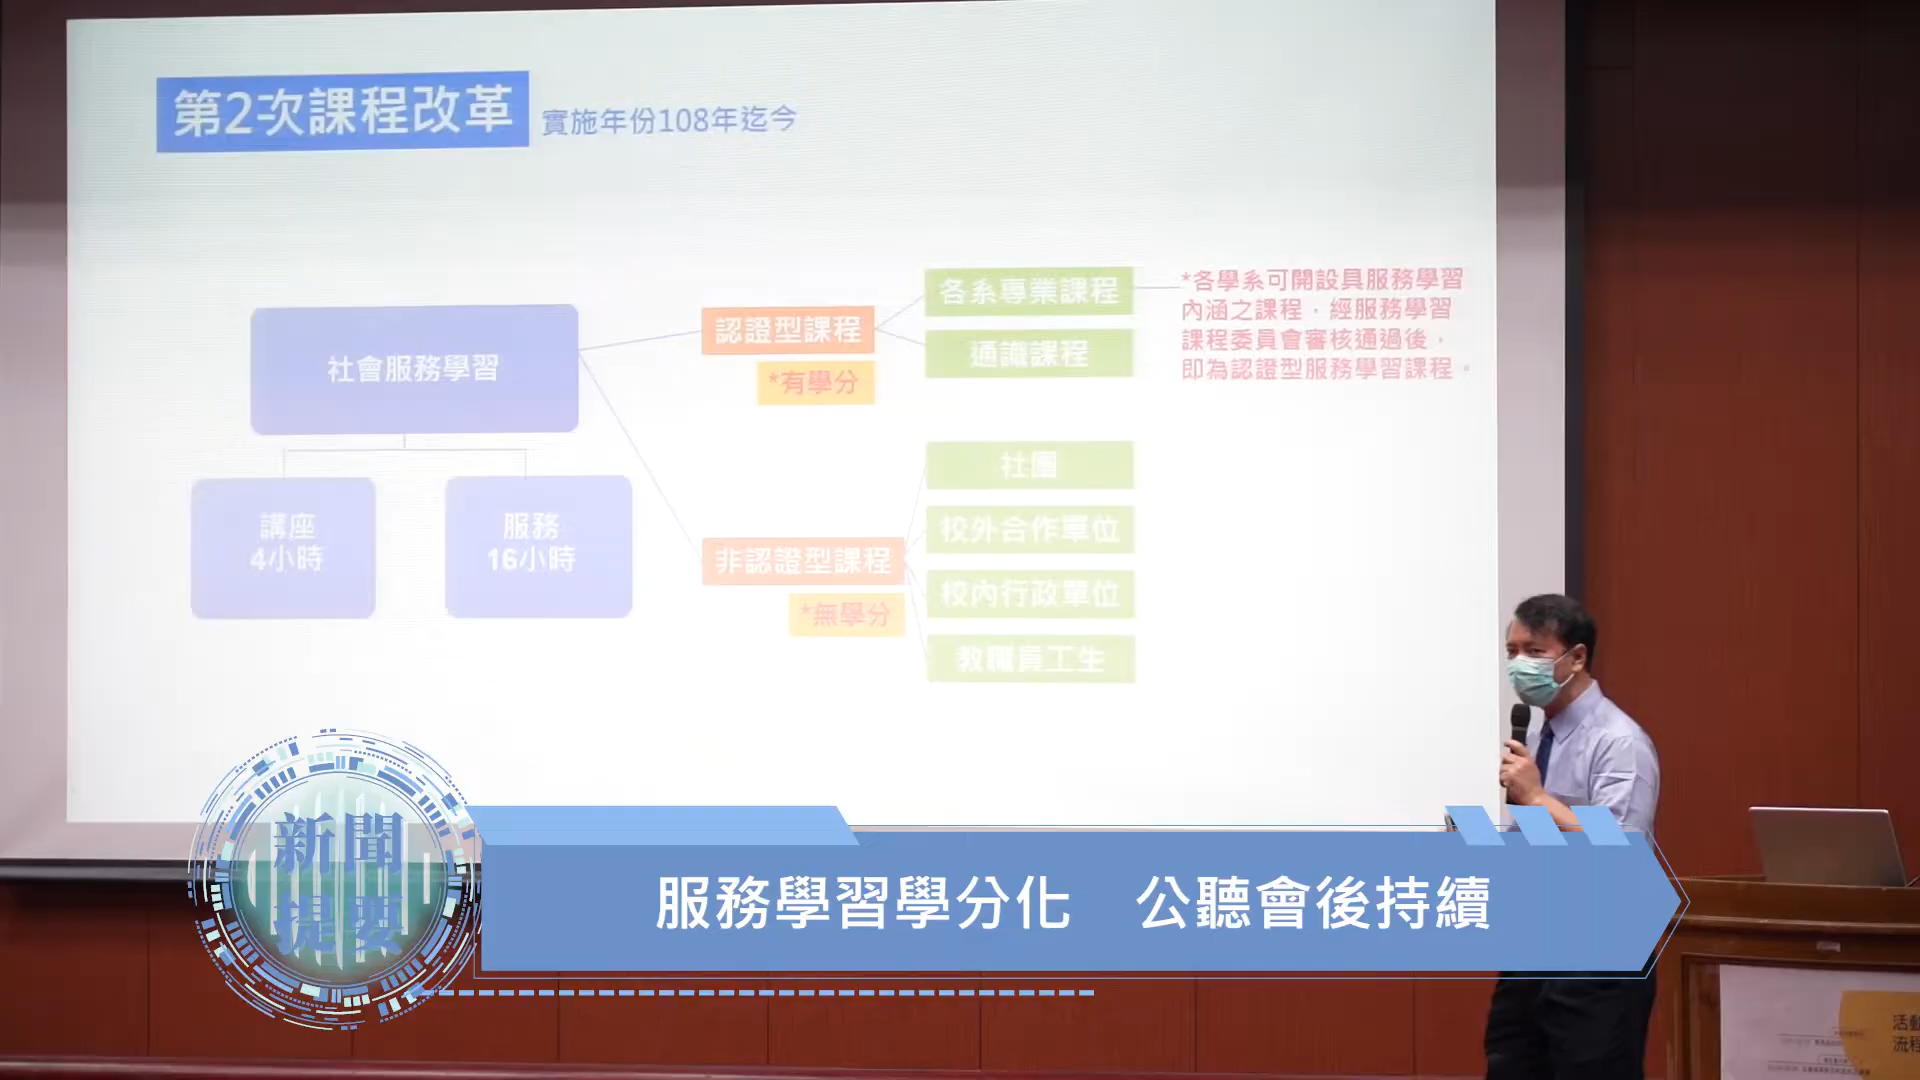 第2次課程改革
實施年份108年迄今
社會服務學習
講座
4小時
服務
16小時
認證型課程
*有學分
各系專業課程
通識課程
*各學系可開設具服務學習
內涵之課程，經服務學習
課程委員會審核通過後，
即為認證型服務學習課程。
非認證型課程
*無學分
社團
校外合作單位
校內行政單位
教職員工生
新聞
提要
服務學習學分化 公聽會後持續
活動
流程